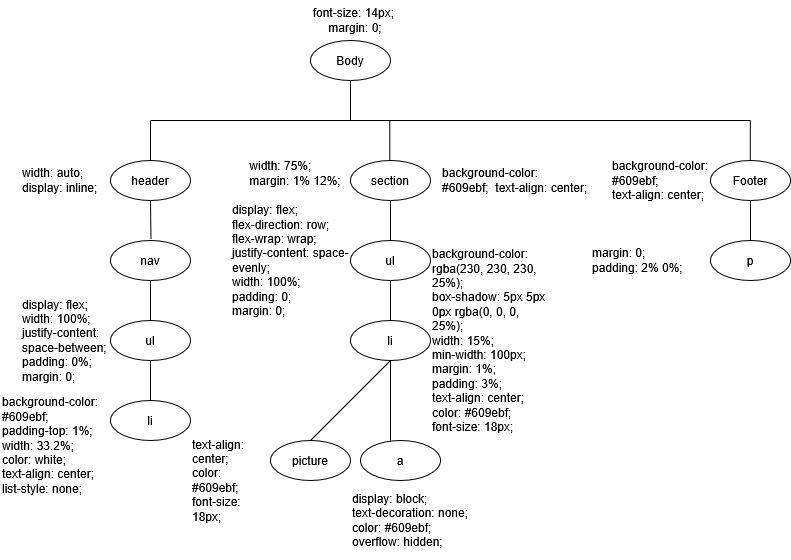 font-size: 14px;
margin: 0;
Body
width: auto;
display: inline;
header
width: 75%;
margin: 1% 12%;
section
background-color:
#609ebf;  text-align: center;
background-color:
#609ebf;
text-align: center;
Footer
nav
display: flex;
flex-direction: row;
flex-wrap: wrap;
justify-content: space-
evenly;
width: 100%;
padding: 0;
margin: 0;
ul
background-color:
rgba(230, 230, 230,
25%);
box-shadow: 5px 5px
0px rgba(0, 0, 0,
25%);
width: 15%;
min-width: 100px;
margin: 1%;
padding: 3%;
text-align: center;
color: #609ebf;
font-size: 18px;
margin: 0;
padding: 2% 0%;
p
display: flex;
width: 100%;
justify-content:
space-between;
padding: 0%;
margin: 0;
ul
li
background-color:
#609ebf;
padding-top: 1%;
width: 33.2%;
color: white;
text-align: center;
list-style: none;
li
text-align:
center;
color:
#609ebf;
font-size:
18px;
picture
a
display: block;
text-decoration: none;
color: #609ebf;
overflow: hidden;